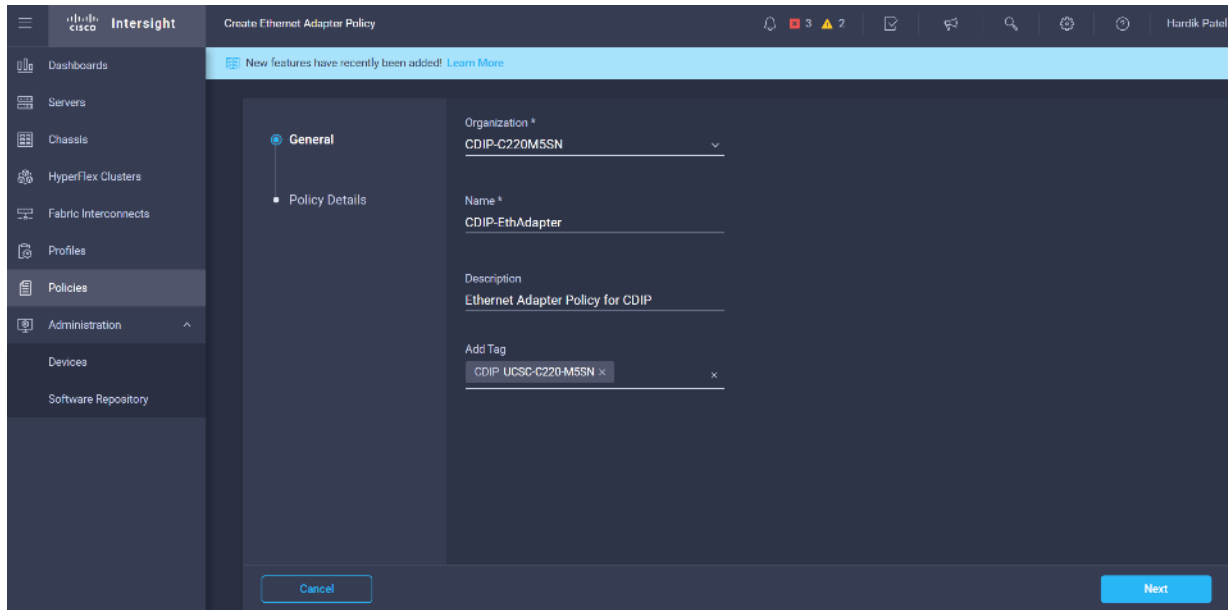 cisco Intersight
Create Ethernet Adapter Policy
3 2
Hardik Patel
New features have recently been added! Learn More
Dashboards
Servers
Chassis
HyperFlex Clusters
Fabric Interconnects
Profiles
Policies
Administration
Devices
Software Repository
General
Policy Details
Organization *
CDIP-C220M5SN
Name *
CDIP-EthAdapter
Description
Ethernet Adapter Policy for CDIP
Add Tag
CDIP UCSC-C220-M5SN ×
Cancel
Next